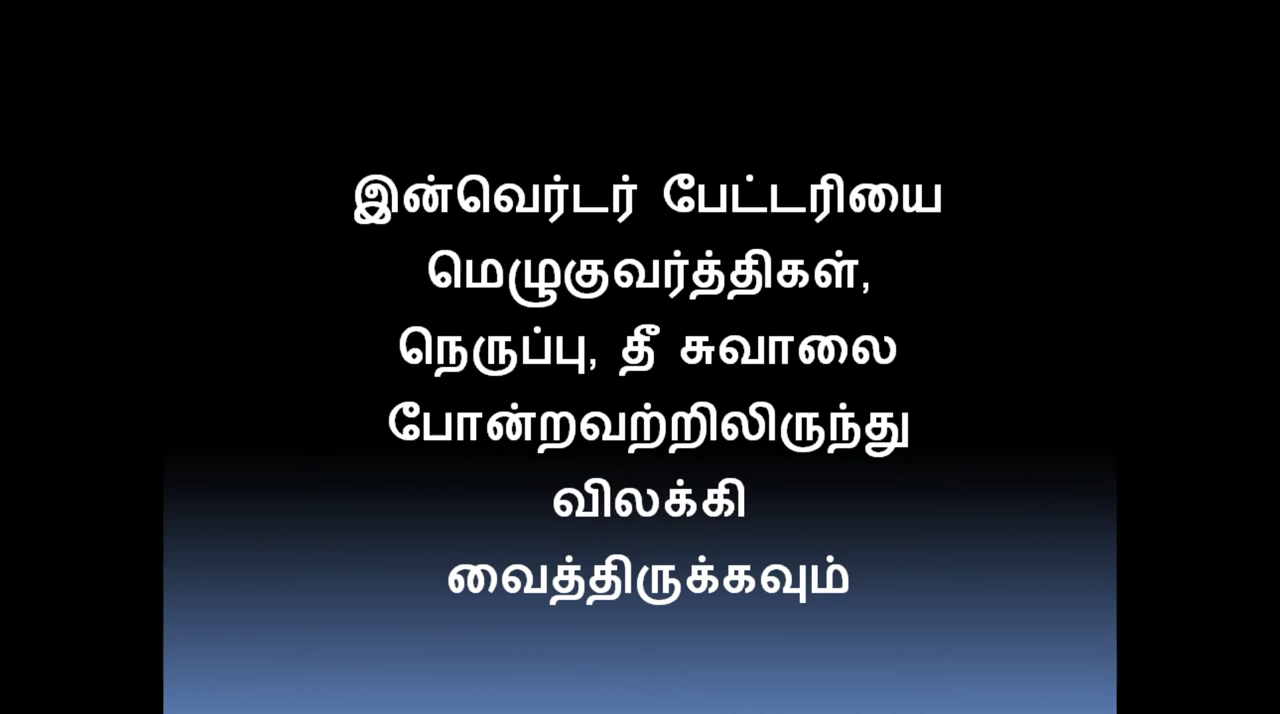 இன்வெர்டர் பேட்டரியை
மெழுகுவர்த்திகள்,
நெருப்பு, தீ சுவாலை
போன்றவற்றிலிருந்து
விலக்கி
வைத்திருக்கவும்